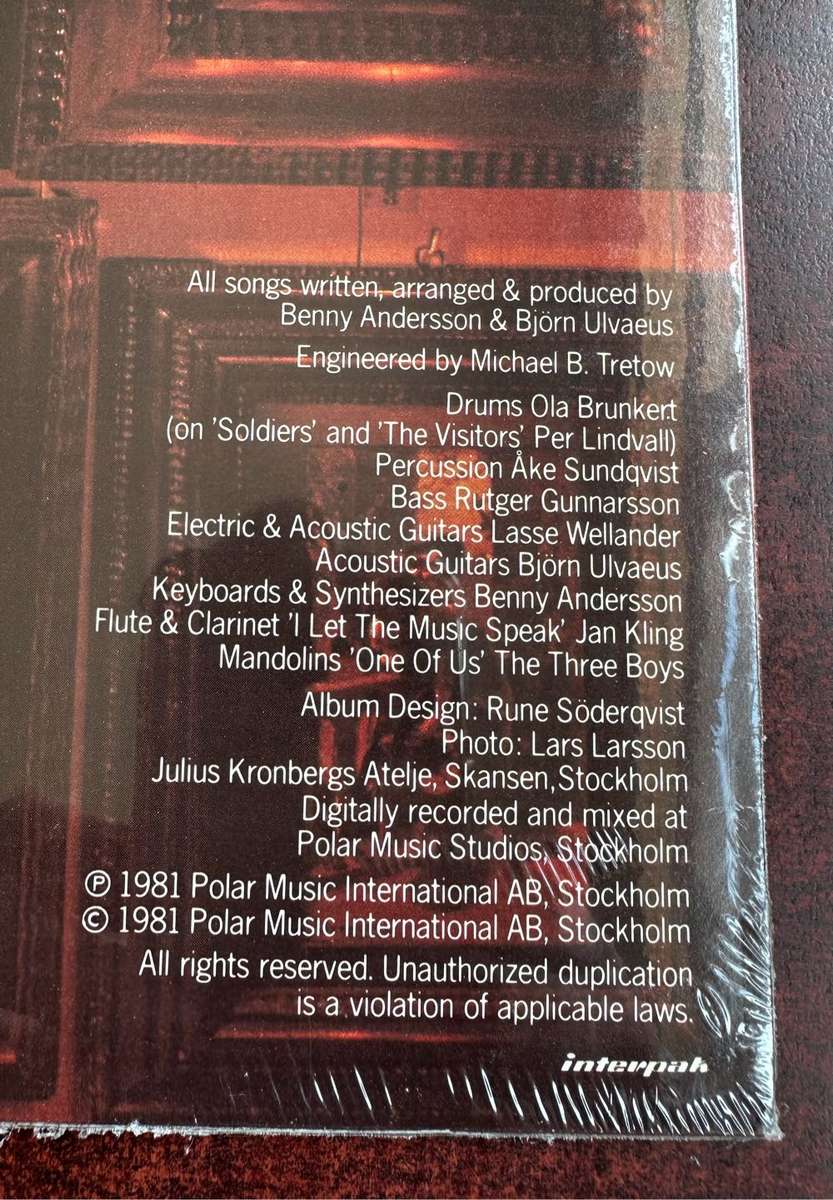 All songs written, arranged & produced by
Benny Andersson & Björn Ulvaeus
Engineered by Michael B. Tretow
Drums Ola Brunkert
(on 'Soldiers' and 'The Visitors' Per Lindvall)
Percussion Åke Sundqvist
Bass Rutger Gunnarsson
Electric & Acoustic Guitars Lasse Wellander
Acoustic Guitars Björn Ulvaeus
Keyboards & Synthesizers Benny Andersson
Flute & Clarinet 'I Let The Music Speak' Jan Kling
Mandolins 'One Of Us' The Three Boys
Album Design: Rune Söderqvist
Photo: Lars Larsson
Julius Kronbergs Atelje, Skansen, Stockholm
Digitally recorded and mixed at
Polar Music Studios, Stockholm
℗ 1981 Polar Music International AB, Stockholm
© 1981 Polar Music International AB, Stockholm
All rights reserved. Unauthorized duplication
is a violation of applicable laws.
interpak